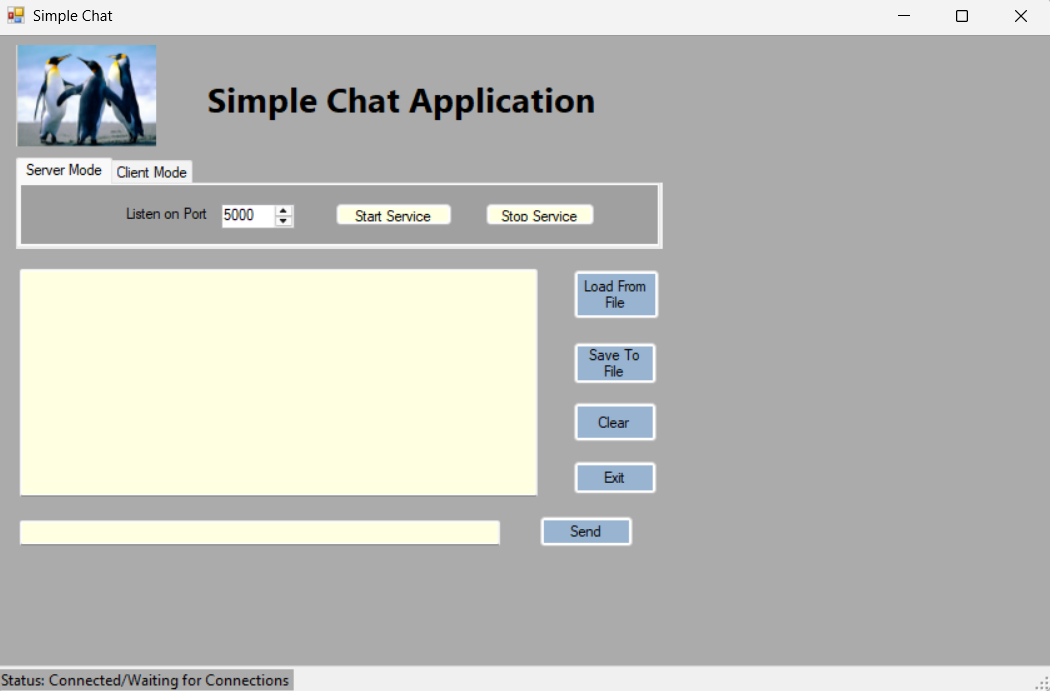 Simple Chat
Simple Chat Application
Server Mode
Client Mode
Listen on Port
5000
Start Service
Stop Service
Load From
File
Save To
File
Clear
Exit
Send
Status: Connected/Waiting for Connections